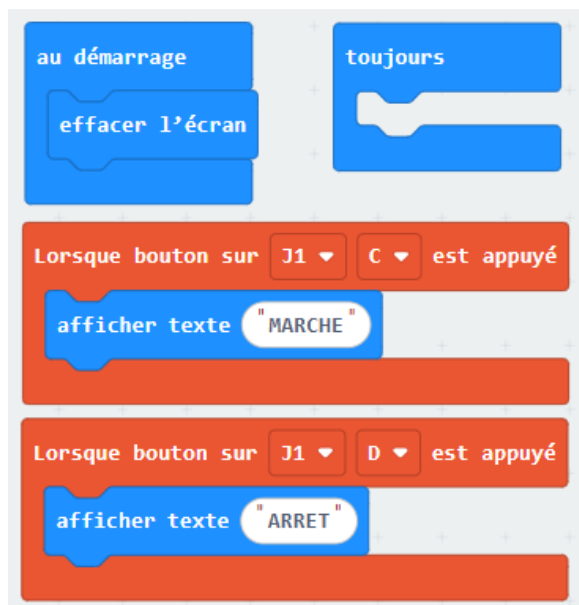 au démarrage
effacer l’écran
toujours
Lorsque bouton sur J1 C est appuyé
afficher texte "MARCHE"
Lorsque bouton sur J1 D est appuyé
afficher texte "ARRET"